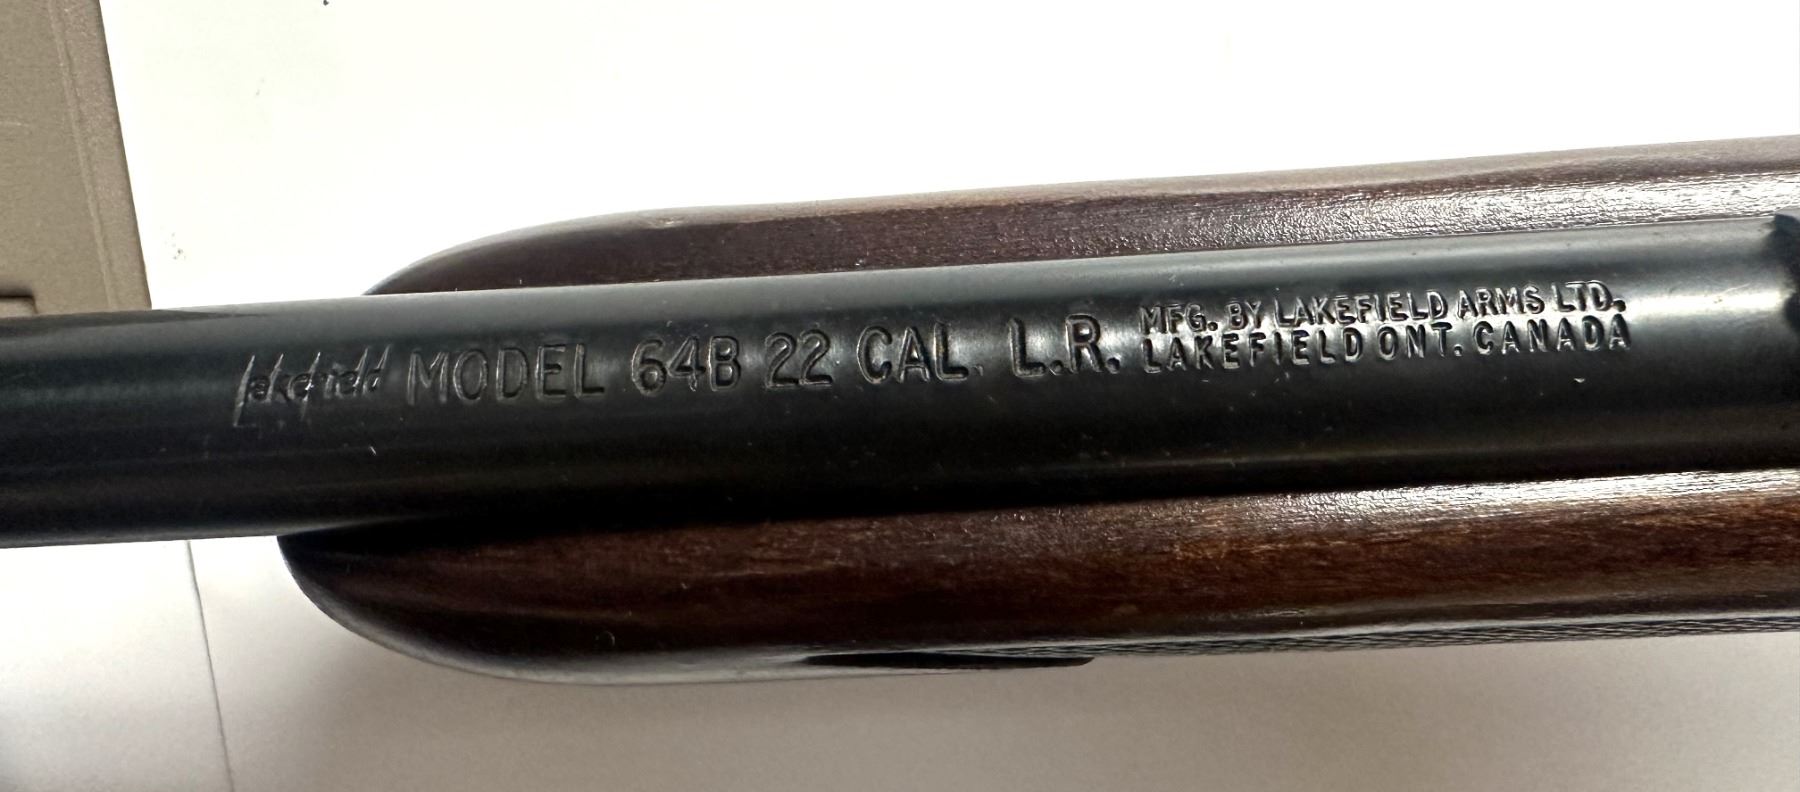 Lakefield MODEL 64B 22 CAL. L.R.
MFG. BY LAKEFIELD ARMS LTD.
LAKEFIELD ONT. CANADA